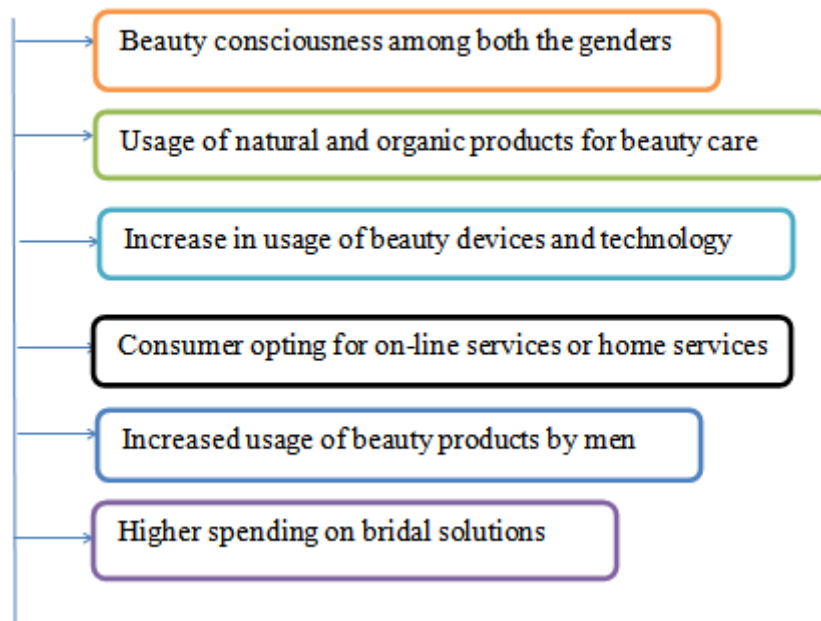 Beauty consciousness among both the genders
Usage of natural and organic products for beauty care
Increase in usage of beauty devices and technology
Consumer opting for on-line services or home services
Increased usage of beauty products by men
Higher spending on bridal solutions